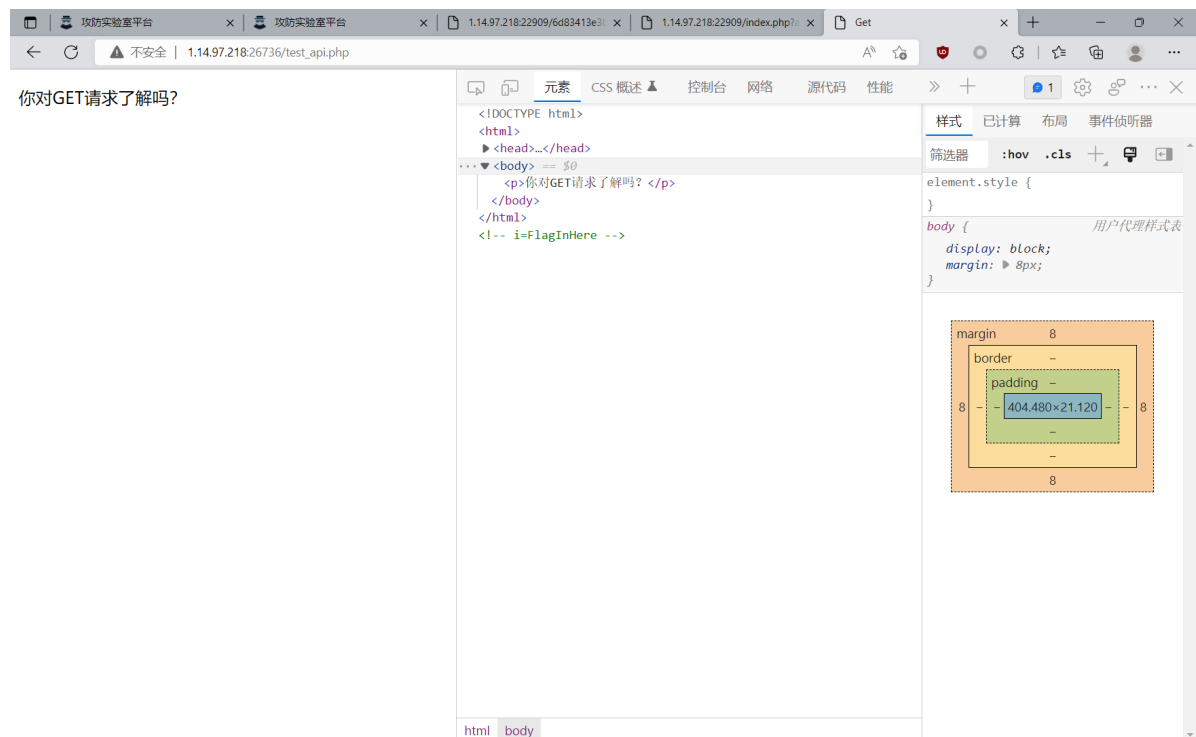 攻防实验室平台
攻防实验室平台
1.14.97.218:22909/6d83413e3
1.14.97.218:22909/index.php?a
Get
不安全
1.14.97.218:26736/test_api.php
你对GET请求了解吗？
元素
CSS 概述
控制台
网络
源代码
性能
1
<!DOCTYPE html>
<html>
<head>…</head>
<body> == $0
<p>你对GET请求了解吗？</p>
</body>
</html>
<!-- i=FlagInHere -->
html
body
样式
已计算
布局
事件侦听器
筛选器
:hov
.cls
element.style {
}
body {
用户代理样式表
display: block;
margin: 8px;
}
margin
8
border
–
padding
–
8
–
–
404.480×21.120
–
–
8
–
–
8